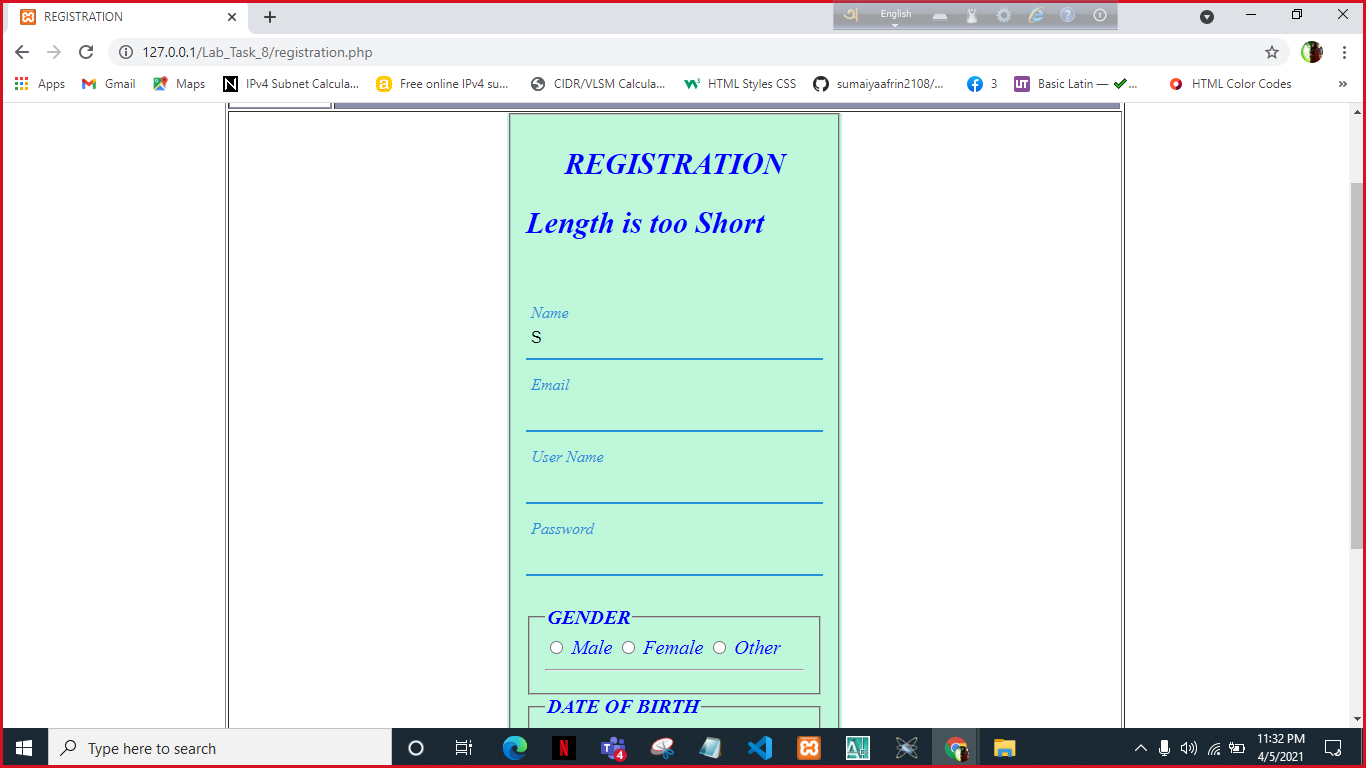 REGISTRATION
English
127.0.0.1/Lab_Task_8/registration.php
Apps Gmail Maps IPv4 Subnet Calcula... Free online IPv4 su... CIDR/VLSM Calcula... HTML Styles CSS sumaiyaafrin2108/... 3 UT Basic Latin — ✔... HTML Color Codes »
REGISTRATION
Length is too Short
Name
S
Email
User Name
Password
GENDER
Male Female Other
DATE OF BIRTH
Type here to search
4
11:32 PM
4/5/2021